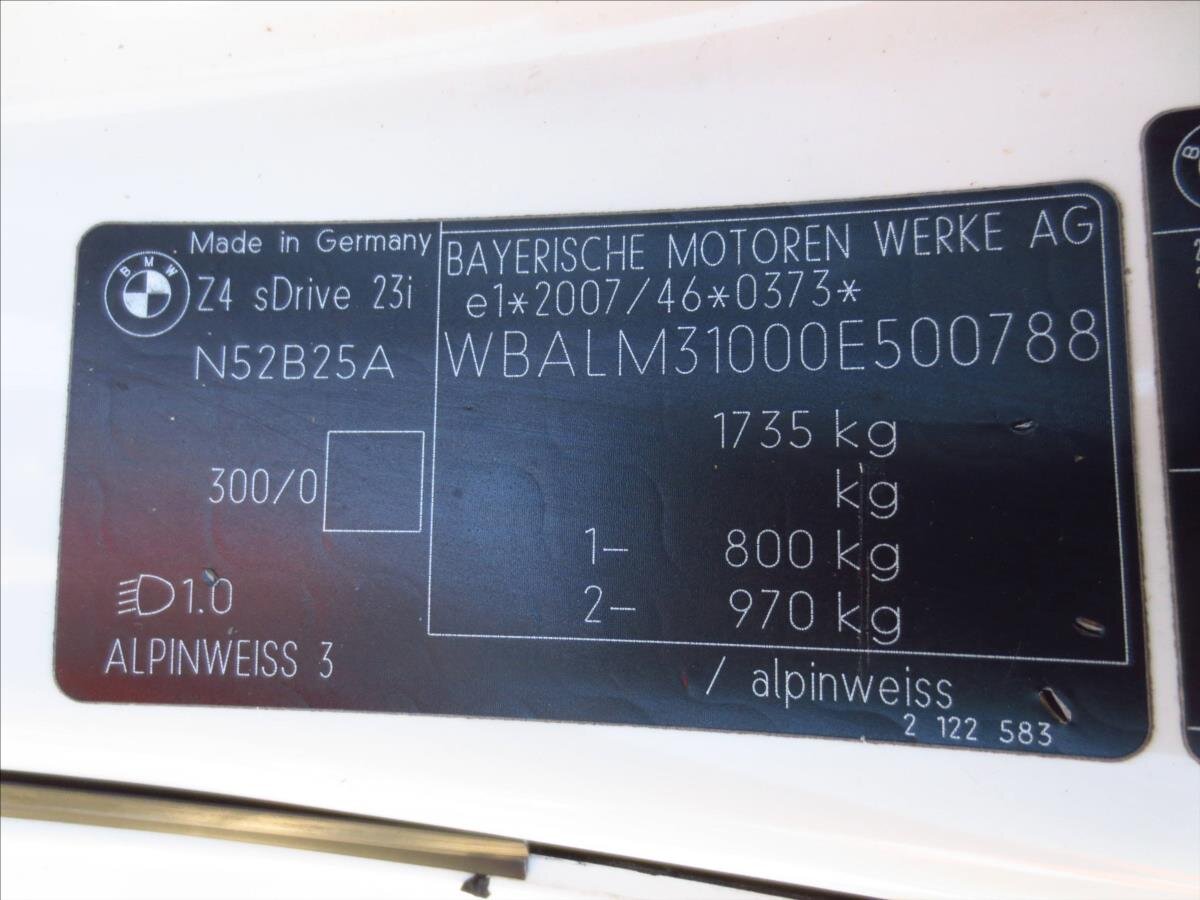 BMW
Made in Germany
Z4 sDrive 23i
N52B25A
300/0
1.0
ALPINWEISS 3
BAYERISCHE MOTOREN WERKE AG
e1*2007/46*0373*
WBALM31000E500788
1735 kg
kg
1- 800 kg
2- 970 kg
/ alpinweiss
2 122 583